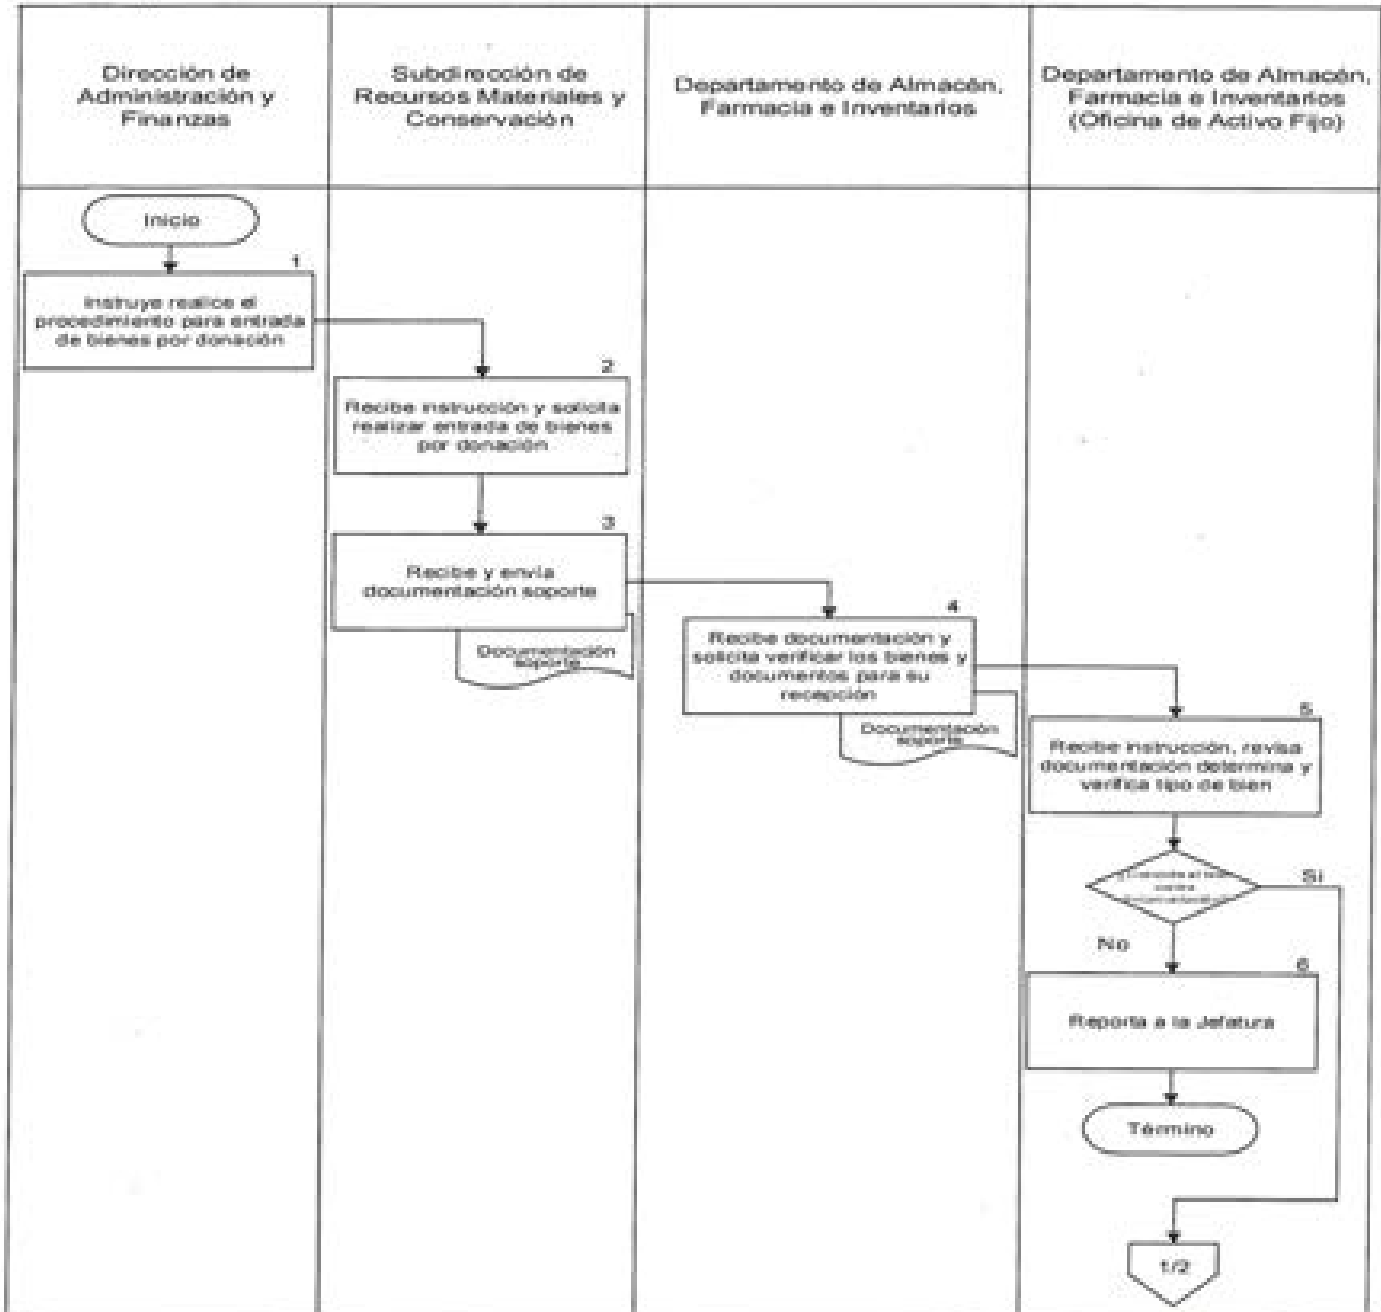 Dirección de
Administración y
Finanzas
Subdirección de
Recursos Materiales y
Conservación
Departamento de Almacén,
Farmacia e Inventarios
Departamento de Almacén,
Farmacia e Inventarios
(Oficina de Activo Fijo)
Inicio
1
Instruye realice el
procedimiento para entrada
de bienes por donación
2
Recibe instrucción y solicita
realizar entrada de bienes
por donación
3
Recibe y envía
documentación soporte
Documentación
soporte
4
Recibe documentación y
solicita verificar los bienes y
documentos para su
recepción
Documentación
soporte
5
Recibe instrucción, revisa
documentación determina y
verifica tipo de bien
contra
Si
No
6
Reporta a la Jefatura
Término
1/2